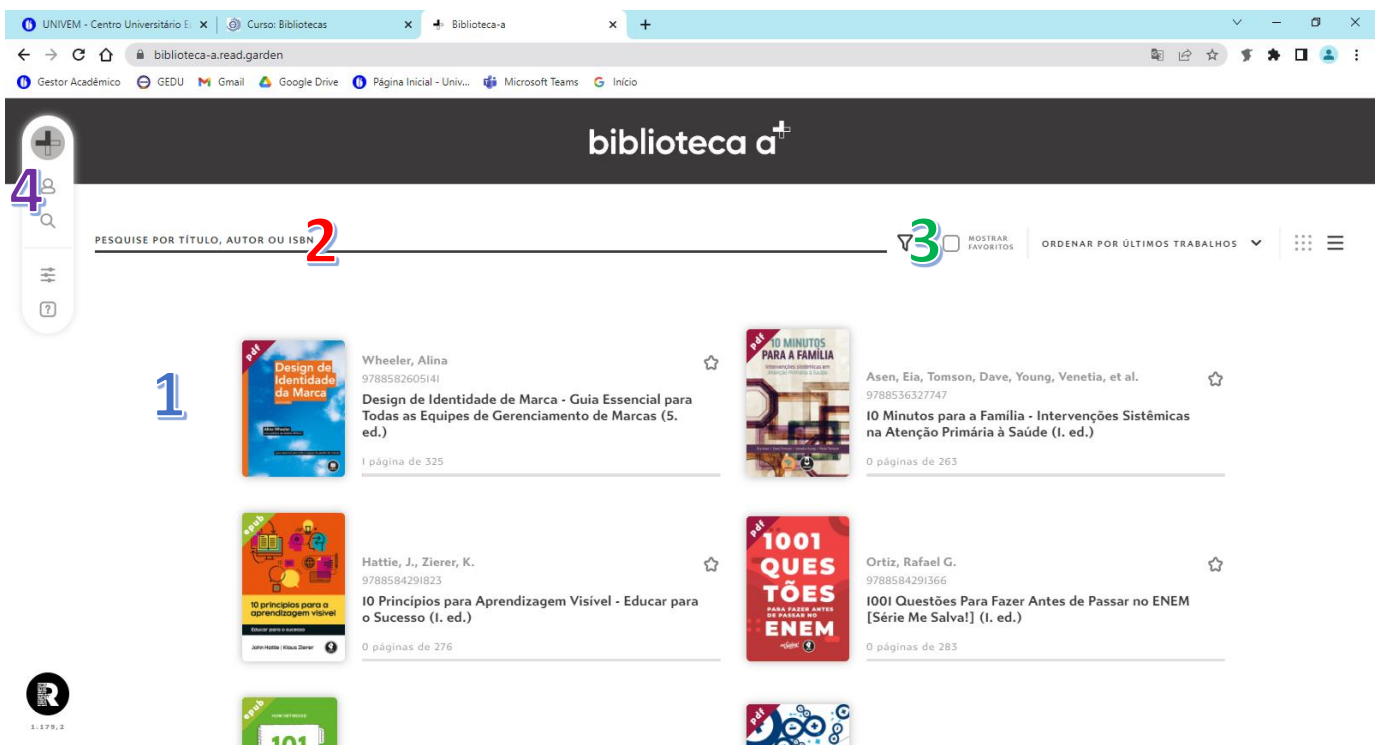 UNIVEM - Centro Universitário E
Curso: Bibliotecas
Biblioteca-a
biblioteca-a.read.garden
Gestor Acadêmico
GEDU
Gmail
Google Drive
Página Inicial - Univ...
Microsoft Teams
Início
biblioteca a+
4
PESQUISE POR TÍTULO, AUTOR OU ISBN
2
3
MOSTRAR
FAVORITOS
ORDENAR POR ÚLTIMOS TRABALHOS
1
pdf
Design de
Identidade
da Marca
Wheeler, Alina
9788582605141
Design de Identidade de Marca - Guia Essencial para
Todas as Equipes de Gerenciamento de Marcas (5.
ed.)
1 página de 325
pdf
10 MINUTOS
PARA A FAMÍLIA
Asen, Eia, Tomson, Dave, Young, Venetia, et al.
9788536327747
10 Minutos para a Família - Intervenções Sistêmicas
na Atenção Primária à Saúde (1. ed.)
0 páginas de 263
epub
10 princípios para a
aprendizagem visível
Educar para o sucesso
John Hattie | Klaus Zierer
Hattie, J., Zierer, K.
9788584291823
10 Princípios para Aprendizagem Visível - Educar para
o Sucesso (1. ed.)
0 páginas de 276
pdf
1001
QUES
TÕES
PARA FAZER ANTES
DE PASSAR NO
ENEM
Ortiz, Rafael G.
9788584291366
1001 Questões Para Fazer Antes de Passar no ENEM
[Série Me Salva!] (1. ed.)
0 páginas de 283
R
1.179,2
epub
101
pdf